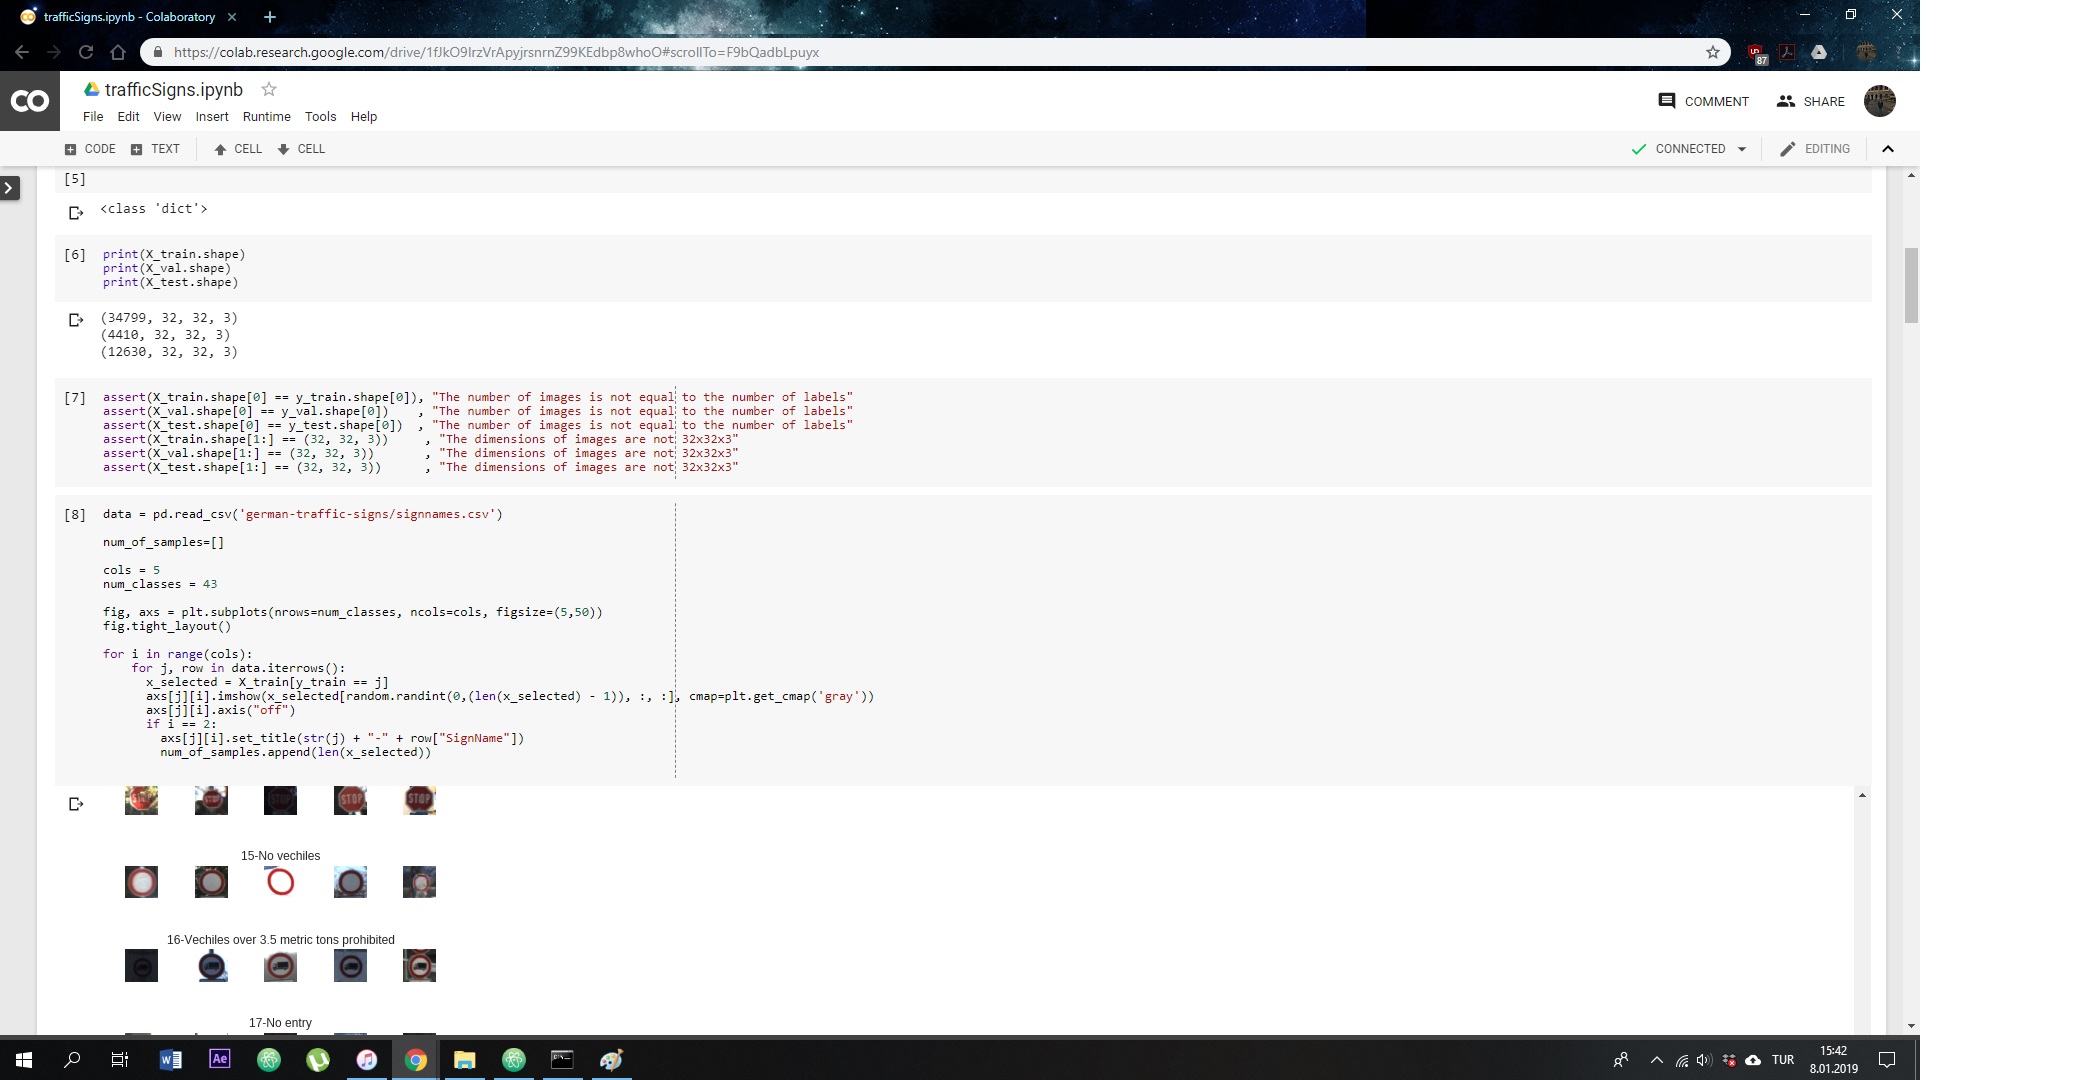 trafficSigns.ipynb - Colaboratory
https://colab.research.google.com/drive/1fJkO9IrzVrApyjrsnrnZ99KEdbp8whoO#scrollTo=F9bQadbLpuyx
87
CO
trafficSigns.ipynb
COMMENT
SHARE
File Edit View Insert Runtime Tools Help
CODE TEXT CELL CELL
CONNECTED
EDITING
[5]
<class 'dict'>
[6] print(X_train.shape)
print(X_val.shape)
print(X_test.shape)
(34799, 32, 32, 3)
(4410, 32, 32, 3)
(12630, 32, 32, 3)
[7] assert(X_train.shape[0] == y_train.shape[0]), "The number of images is not equal to the number of labels"
assert(X_val.shape[0] == y_val.shape[0])    , "The number of images is not equal to the number of labels"
assert(X_test.shape[0] == y_test.shape[0])  , "The number of images is not equal to the number of labels"
assert(X_train.shape[1:] == (32, 32, 3))     , "The dimensions of images are not 32x32x3"
assert(X_val.shape[1:] == (32, 32, 3))       , "The dimensions of images are not 32x32x3"
assert(X_test.shape[1:] == (32, 32, 3))      , "The dimensions of images are not 32x32x3"
[8] data = pd.read_csv('german-traffic-signs/signnames.csv')
num_of_samples=[]
cols = 5
num_classes = 43
fig, axs = plt.subplots(nrows=num_classes, ncols=cols, figsize=(5,50))
fig.tight_layout()
for i in range(cols):
    for j, row in data.iterrows():
      x_selected = X_train[y_train == j]
      axs[j][i].imshow(x_selected[random.randint(0,(len(x_selected) - 1)), :, :], cmap=plt.get_cmap('gray'))
      axs[j][i].axis("off")
      if i == 2:
        axs[j][i].set_title(str(j) + "-" + row["SignName"])
        num_of_samples.append(len(x_selected))
STOP STOP STOP STOP STOP
15-No vechiles
16-Vechiles over 3.5 metric tons prohibited
17-No entry
Ae
TUR
15:42
8.01.2019